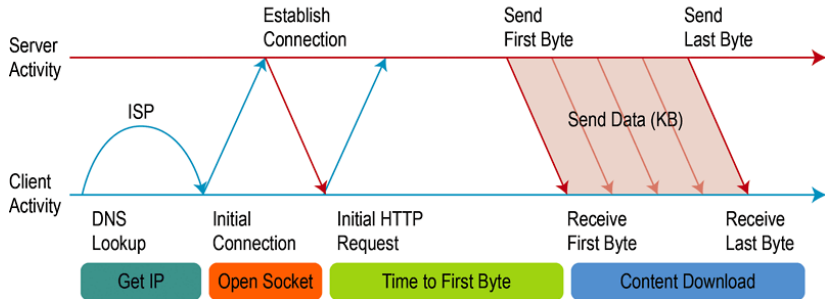 Establish
Connection
Send
First Byte
Send
Last Byte
Server
Activity
ISP
Send Data (KB)
Client
Activity
DNS
Lookup
Initial
Connection
Initial HTTP
Request
Receive
First Byte
Receive
Last Byte
Get IP
Open Socket
Time to First Byte
Content Download